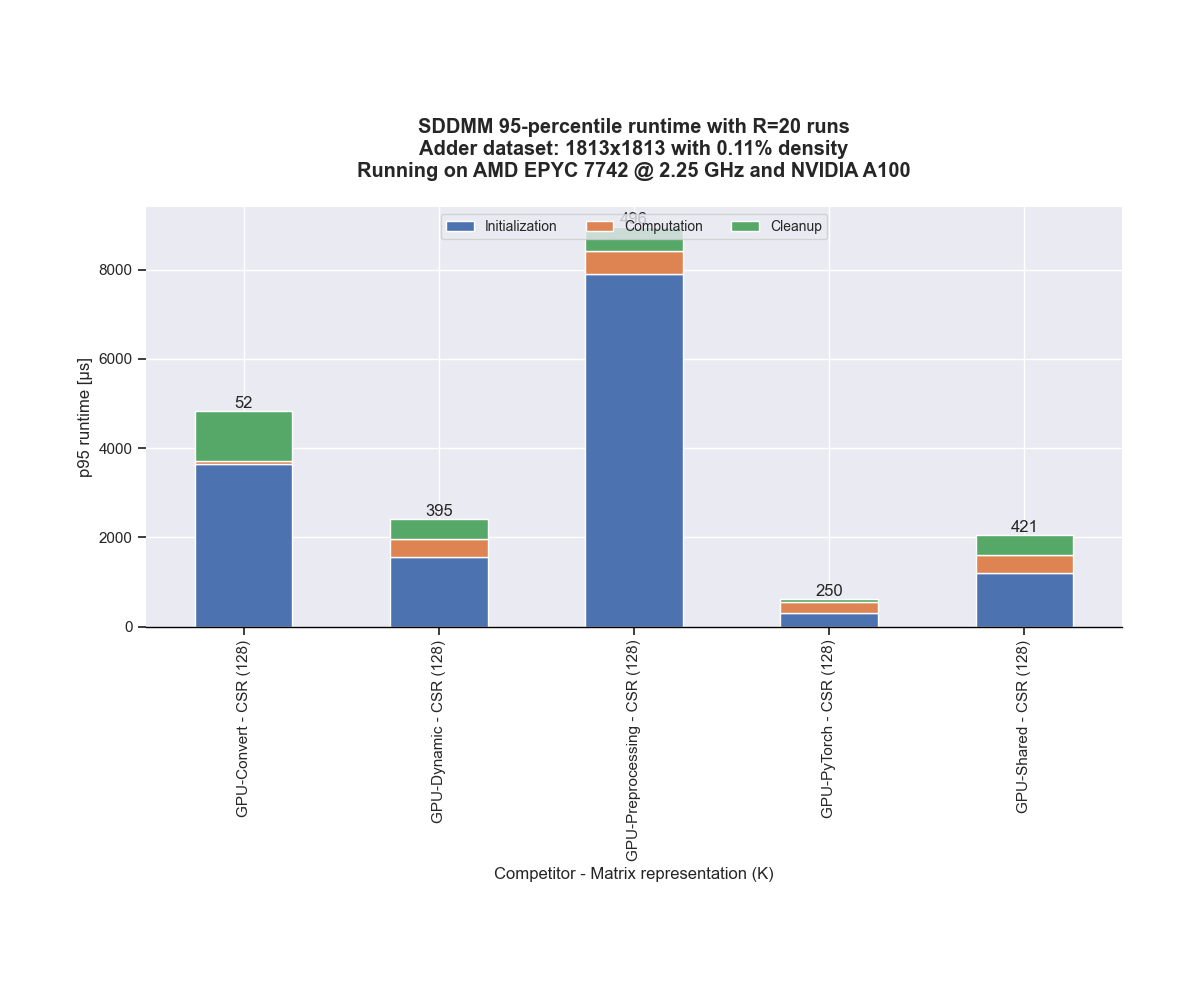 SDDMM 95-percentile runtime with R=20 runs
Adder dataset: 1813x1813 with 0.11% density
Running on AMD EPYC 7742 @ 2.25 GHz and NVIDIA A100
496
Initialization Computation Cleanup
8000
6000
4000
2000
0
p95 runtime [µs]
52
395
250
421
GPU-Convert - CSR (128)
GPU-Dynamic - CSR (128)
GPU-Preprocessing - CSR (128)
GPU-PyTorch - CSR (128)
GPU-Shared - CSR (128)
Competitor - Matrix representation (K)